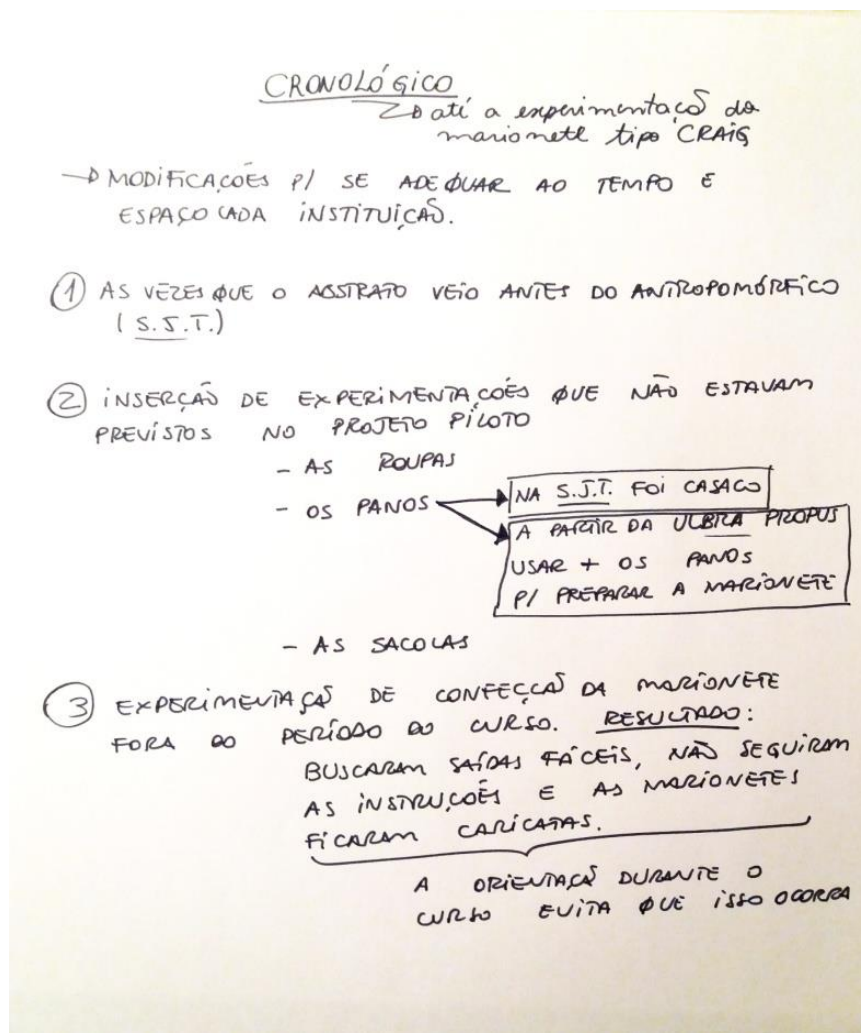 CRONOLÓGICO
até a experimentação da
marionete tipo CRAIG
→ MODIFICAÇÕES P/ SE ADEQUAR AO TEMPO E
ESPAÇO CADA INSTITUIÇÃO.
① AS VEZES QUE O ABSTRATO VEIO ANTES DO ANTROPOMÓRFICO
(S.J.T.)
② INSERÇÃO DE EXPERIMENTAÇÕES QUE NÃO ESTAVAM
PREVISTOS NO PROJETO PILOTO
- AS ROUPAS
- OS PANOS
NA S.J.T. FOI CASACO
A PARTIR DA ULBRA PROPUS
USAR + OS PANOS
P/ PREPARAR A MARIONETE
- AS SACOLAS
③ EXPERIMENTAÇÃO DE CONFECÇÃO DA MARIONETE
FORA DO PERÍODO DO CURSO. RESULTADO:
BUSCARAM SAÍDAS FÁCEIS, NÃO SEGUIRAM
AS INSTRUÇÕES E AS MARIONETES
FICARAM CARICATAS.
A ORIENTAÇÃO DURANTE O
CURSO EVITA QUE ISSO OCORRA